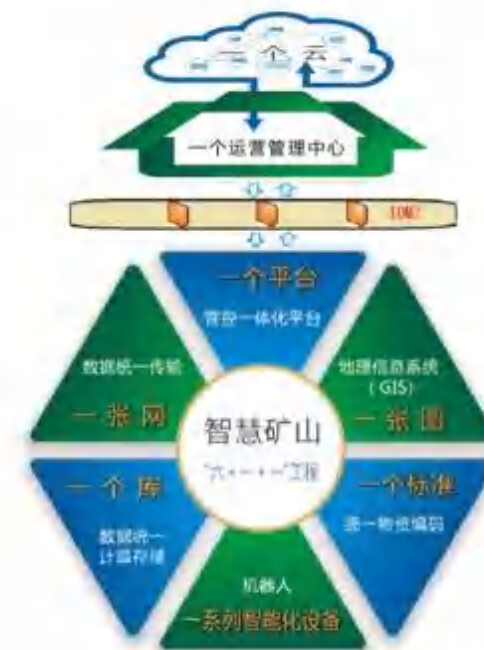 一个云
一个运营管理中心
一个平台
管控一体化平台
数据统一传输
一张网
地理信息系统
(GIS)
一张图
智慧矿山
"六+一+一"工程
一个库
数据统一
计算存储
一个标准
统一物资编码
机器人
一系列智能化设备